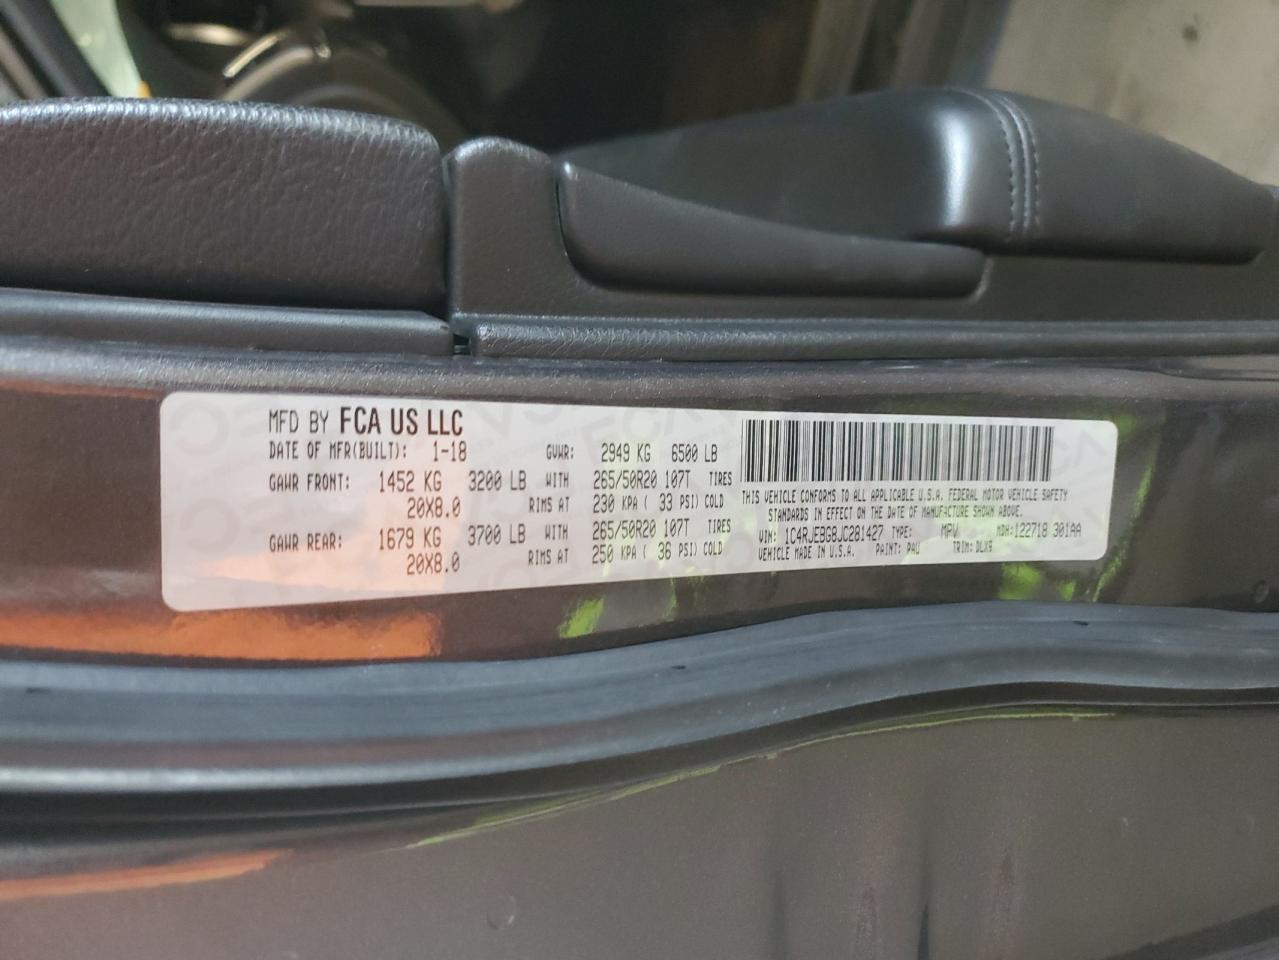 MFD BY FCA US LLC
DATE OF MFR(BUILT): 1-18 GVWR: 2949 KG 6500 LB
GAWR FRONT: 1452 KG 3200 LB WITH 265/50R20 107T TIRES
20X8.0 RIMS AT 230 KPA ( 33 PSI) COLD
GAWR REAR: 1679 KG 3700 LB WITH 265/50R20 107T TIRES
20X8.0 RIMS AT 250 KPA ( 36 PSI) COLD
THIS VEHICLE CONFORMS TO ALL APPLICABLE U.S.A. FEDERAL MOTOR VEHICLE SAFETY
STANDARDS IN EFFECT ON THE DATE OF MANUFACTURE SHOWN ABOVE.
VIN: 1C4RJEBG8JC281427 TYPE: MPV MDH:122718 301AA
VEHICLE MADE IN U.S.A. PAINT: PAU TRIM: DLX9